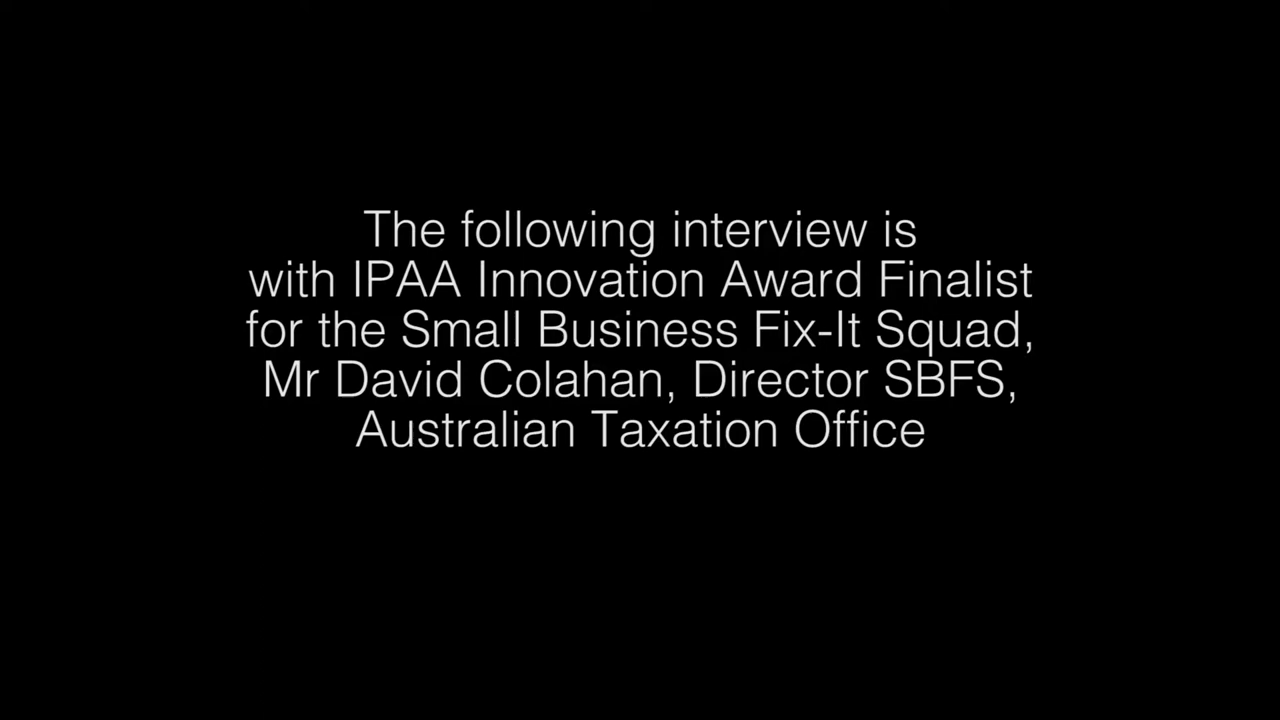 The following interview is
with IPAA Innovation Award Finalist
for the Small Business Fix-It Squad,
Mr David Colahan, Director SBFS,
Australian Taxation Office